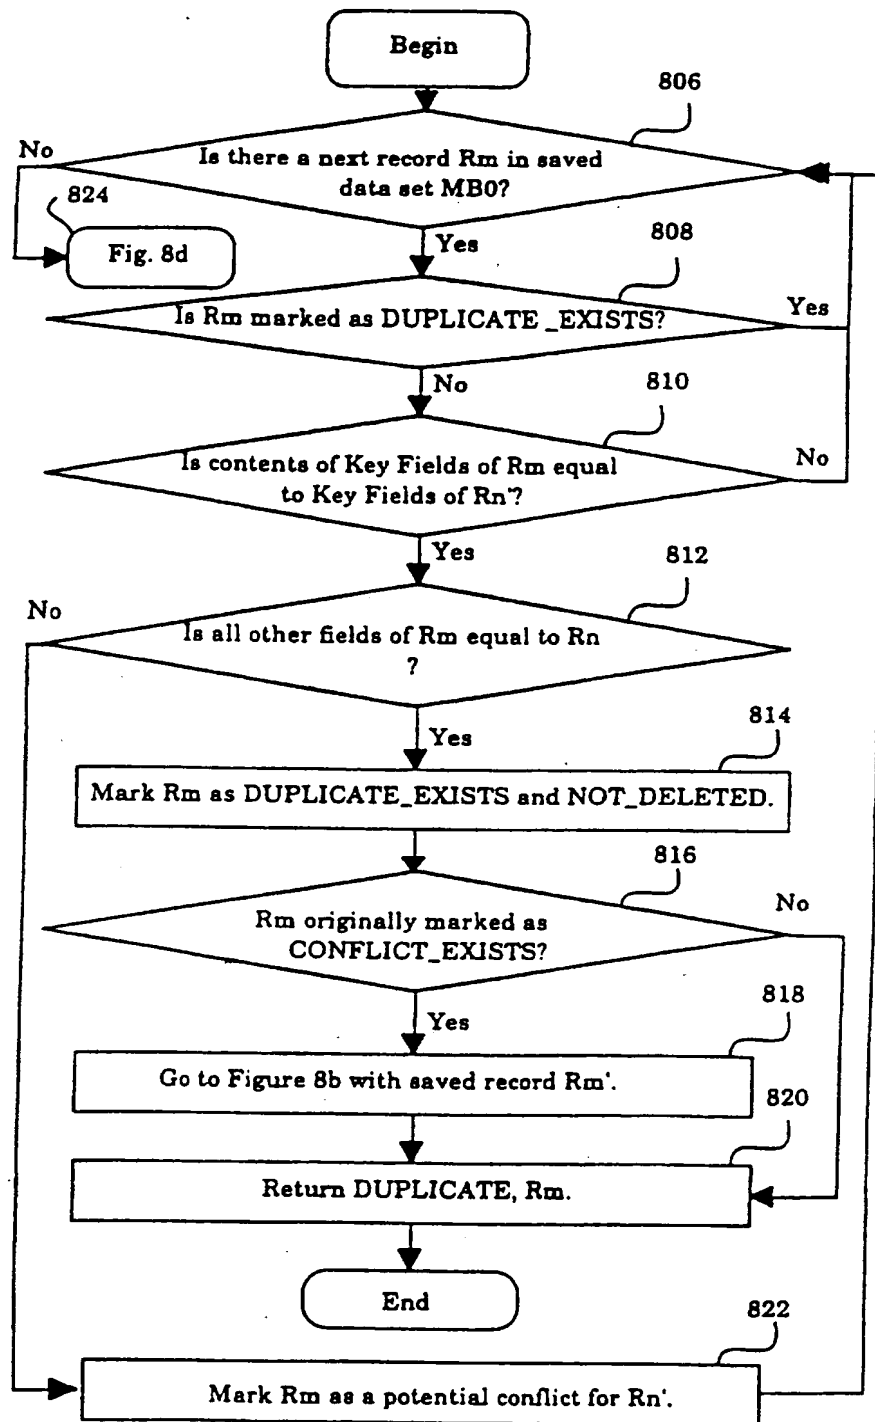 Begin
806
No
Is there a next record Rm in saved
data set MB0?
824
Fig. 8d
Yes
808
Is Rm marked as DUPLICATE_EXISTS?
Yes
No
810
Is contents of Key Fields of Rm equal
to Key Fields of Rn'?
No
Yes
812
No
Is all other fields of Rm equal to Rn
?
Yes
814
Mark Rm as DUPLICATE_EXISTS and NOT_DELETED.
816
Rm originally marked as
CONFLICT_EXISTS?
No
Yes
818
Go to Figure 8b with saved record Rm'.
820
Return DUPLICATE, Rm.
End
822
Mark Rm as a potential conflict for Rn'.